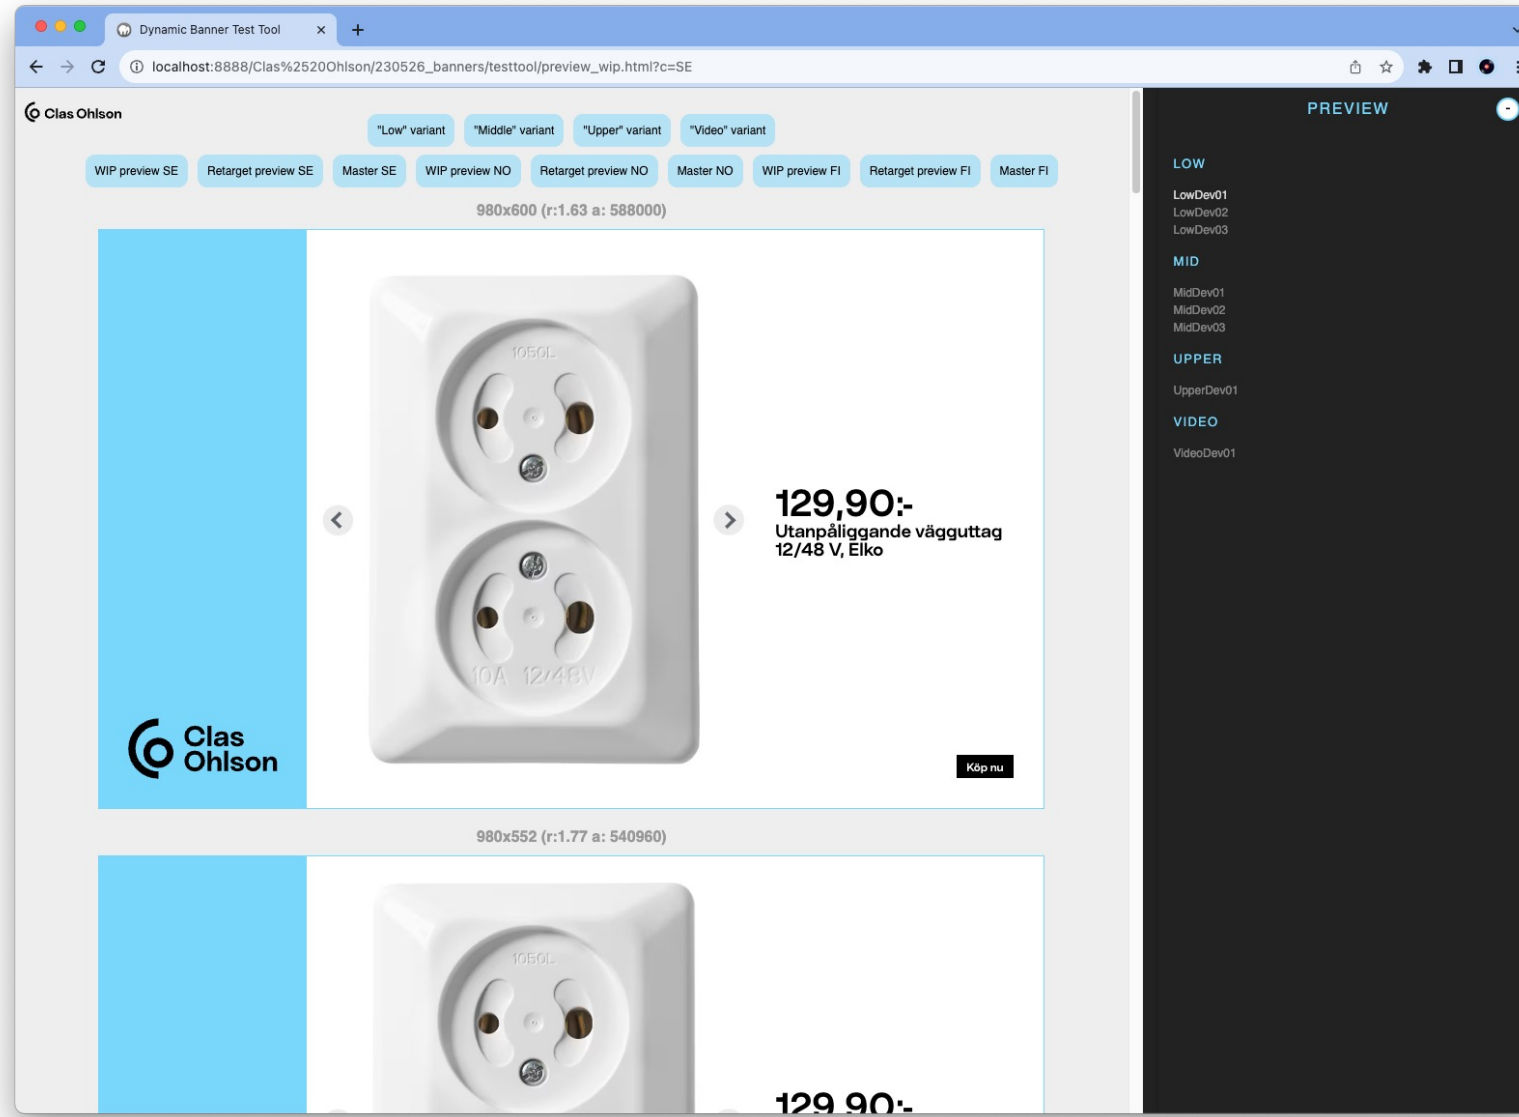 Dynamic Banner Test Tool
localhost:8888/Clas%2520Ohlson/230526_banners/testtool/preview_wip.html?c=SE
Clas Ohlson
"Low" variant "Middle" variant "Upper" variant "Video" variant
WIP preview SE Retarget preview SE Master SE WIP preview NO Retarget preview NO Master NO WIP preview FI Retarget preview FI Master FI
980x600 (r:1.63 a: 588000)
1050L
10A 12/48V
129,90:-
Utanpåliggande vägguttag
12/48 V, Elko
Clas
Ohlson
Köp nu
980x552 (r:1.77 a: 540960)
1050L
129,90:-
PREVIEW
LOW
LowDev01
LowDev02
LowDev03
MID
MidDev01
MidDev02
MidDev03
UPPER
UpperDev01
VIDEO
VideoDev01